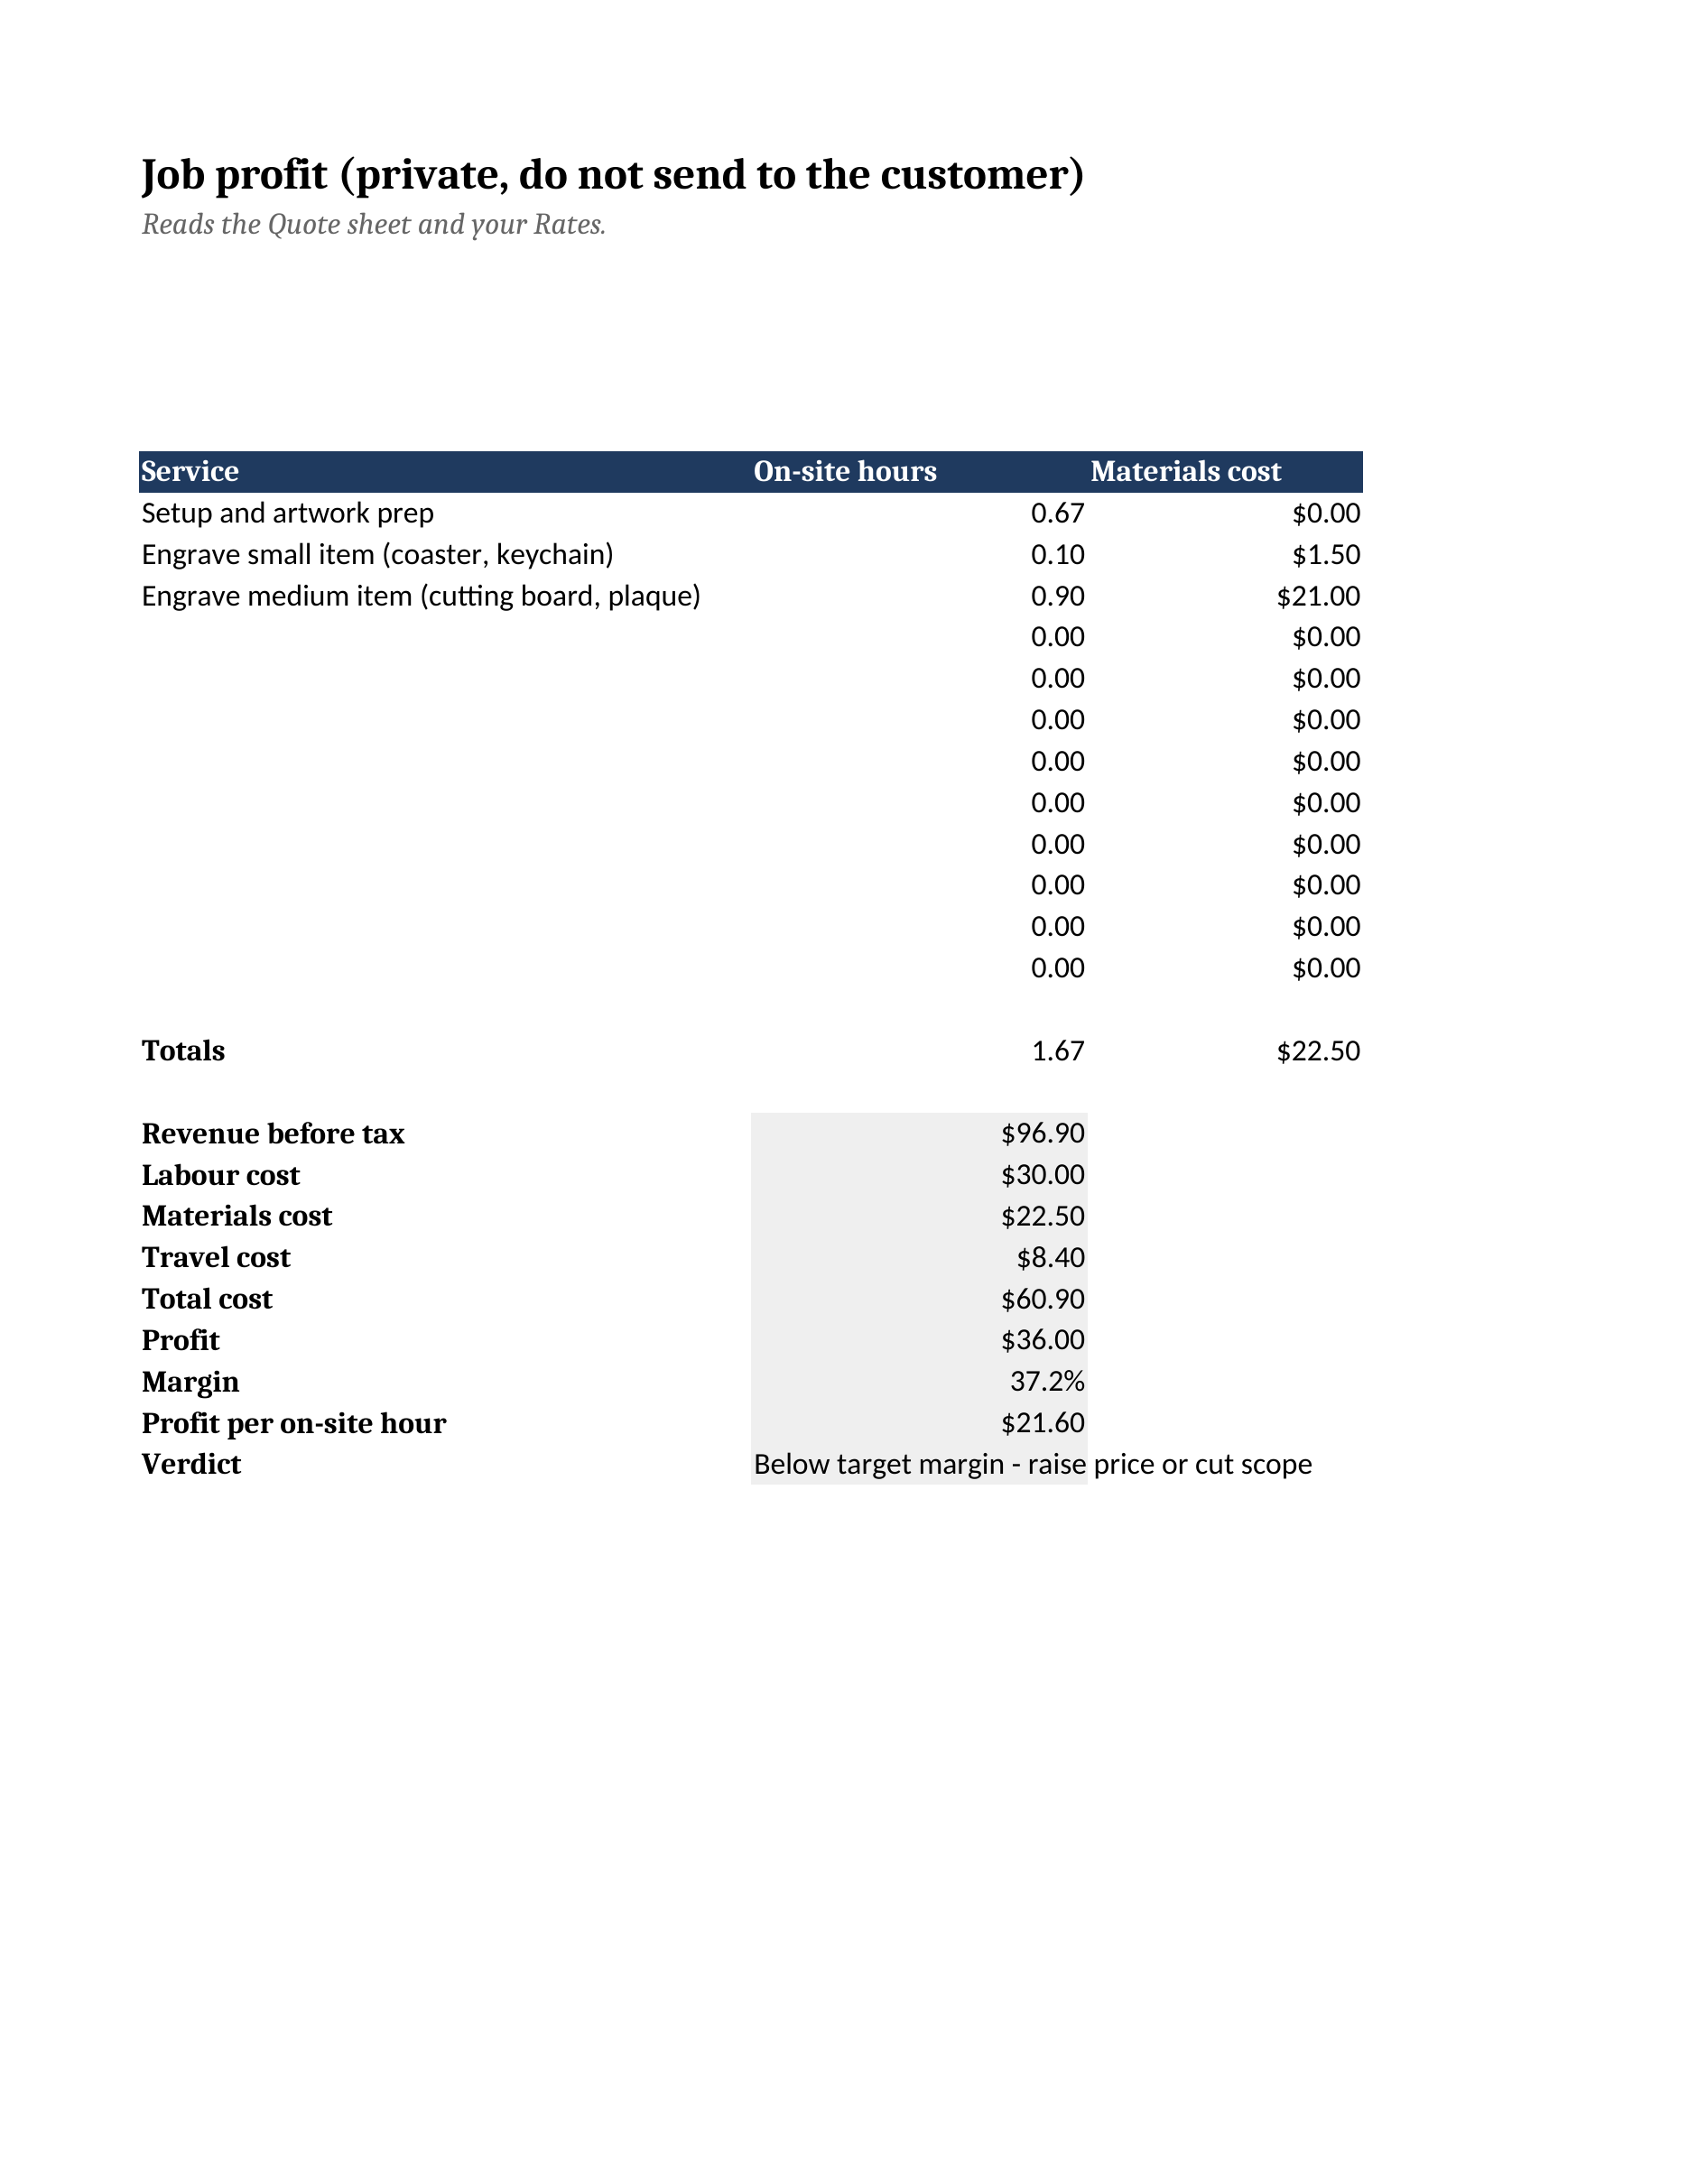 Job profit (private, do not send to the customer)
Reads the Quote sheet and your Rates.
Service On-site hours Materials cost
Setup and artwork prep 0.67 $0.00
Engrave small item (coaster, keychain) 0.10 $1.50
Engrave medium item (cutting board, plaque) 0.90 $21.00
0.00 $0.00
0.00 $0.00
0.00 $0.00
0.00 $0.00
0.00 $0.00
0.00 $0.00
0.00 $0.00
0.00 $0.00
0.00 $0.00
Totals 1.67 $22.50
Revenue before tax $96.90
Labour cost $30.00
Materials cost $22.50
Travel cost $8.40
Total cost $60.90
Profit $36.00
Margin 37.2%
Profit per on-site hour $21.60
Verdict Below target margin - raise price or cut scope